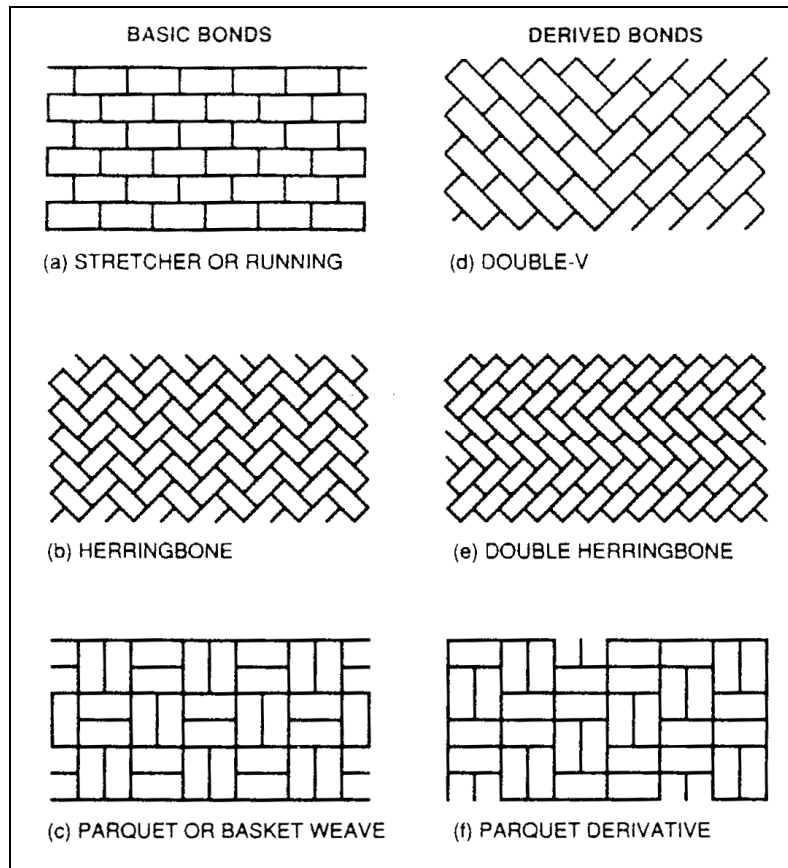 BASIC BONDS
DERIVED BONDS
(a) STRETCHER OR RUNNING
(d) DOUBLE-V
(b) HERRINGBONE
(e) DOUBLE HERRINGBONE
(c) PARQUET OR BASKET WEAVE
(f) PARQUET DERIVATIVE